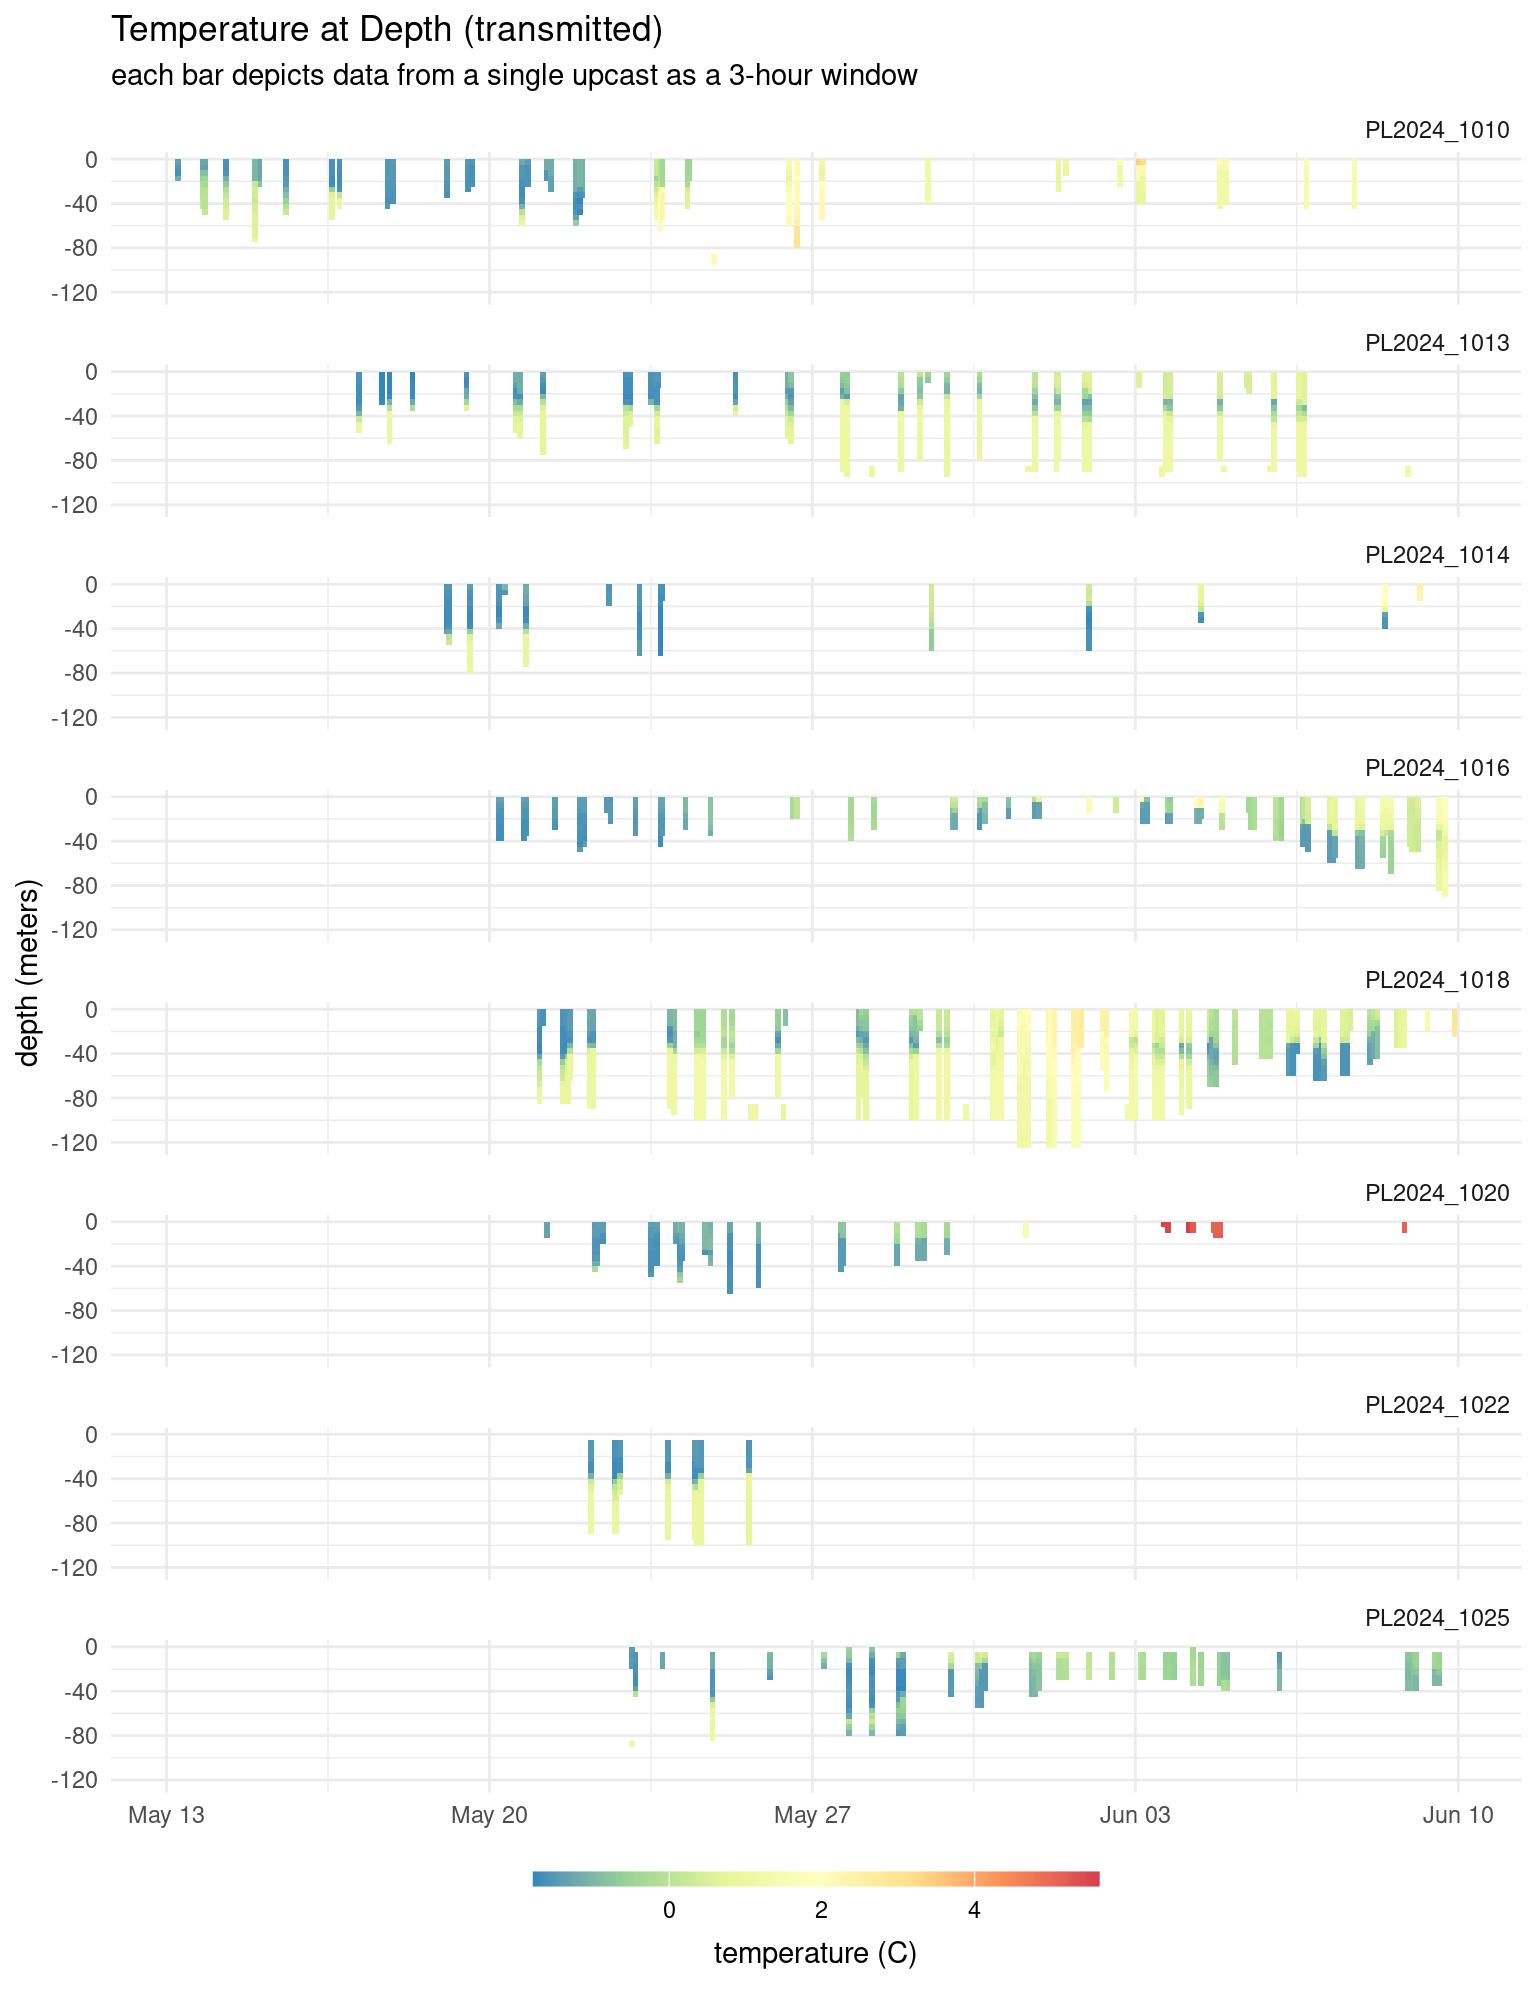 Temperature at Depth (transmitted)
each bar depicts data from a single upcast as a 3-hour window
PL2024_1010
0
-40
-80
-120
PL2024_1013
0
-40
-80
-120
PL2024_1014
0
-40
-80
-120
PL2024_1016
0
-40
-80
-120
depth (meters)
PL2024_1018
0
-40
-80
-120
PL2024_1020
0
-40
-80
-120
PL2024_1022
0
-40
-80
-120
PL2024_1025
0
-40
-80
-120
May 13 May 20 May 27 Jun 03 Jun 10
0 2 4
temperature (C)